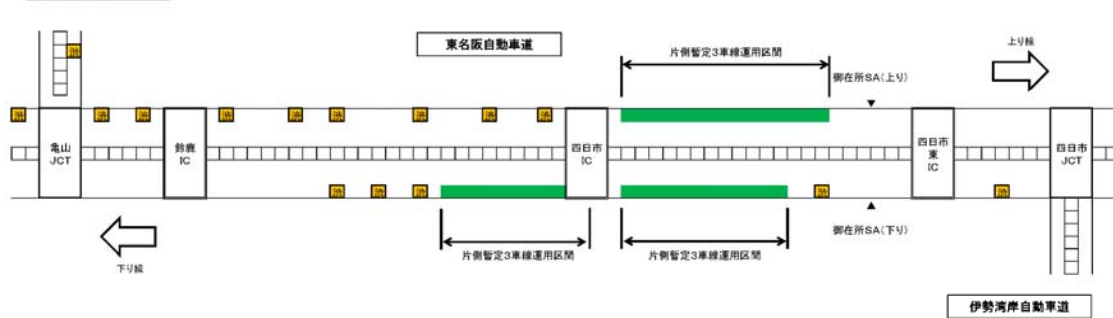 東名阪自動車道
片側暫定3車線運用区間
上り線
御在所SA(上り)
亀山
JCT
鈴鹿
IC
四日市
IC
四日市
東
IC
四日市
JCT
下り線
片側暫定3車線運用区間
片側暫定3車線運用区間
御在所SA(下り)
伊勢湾岸自動車道